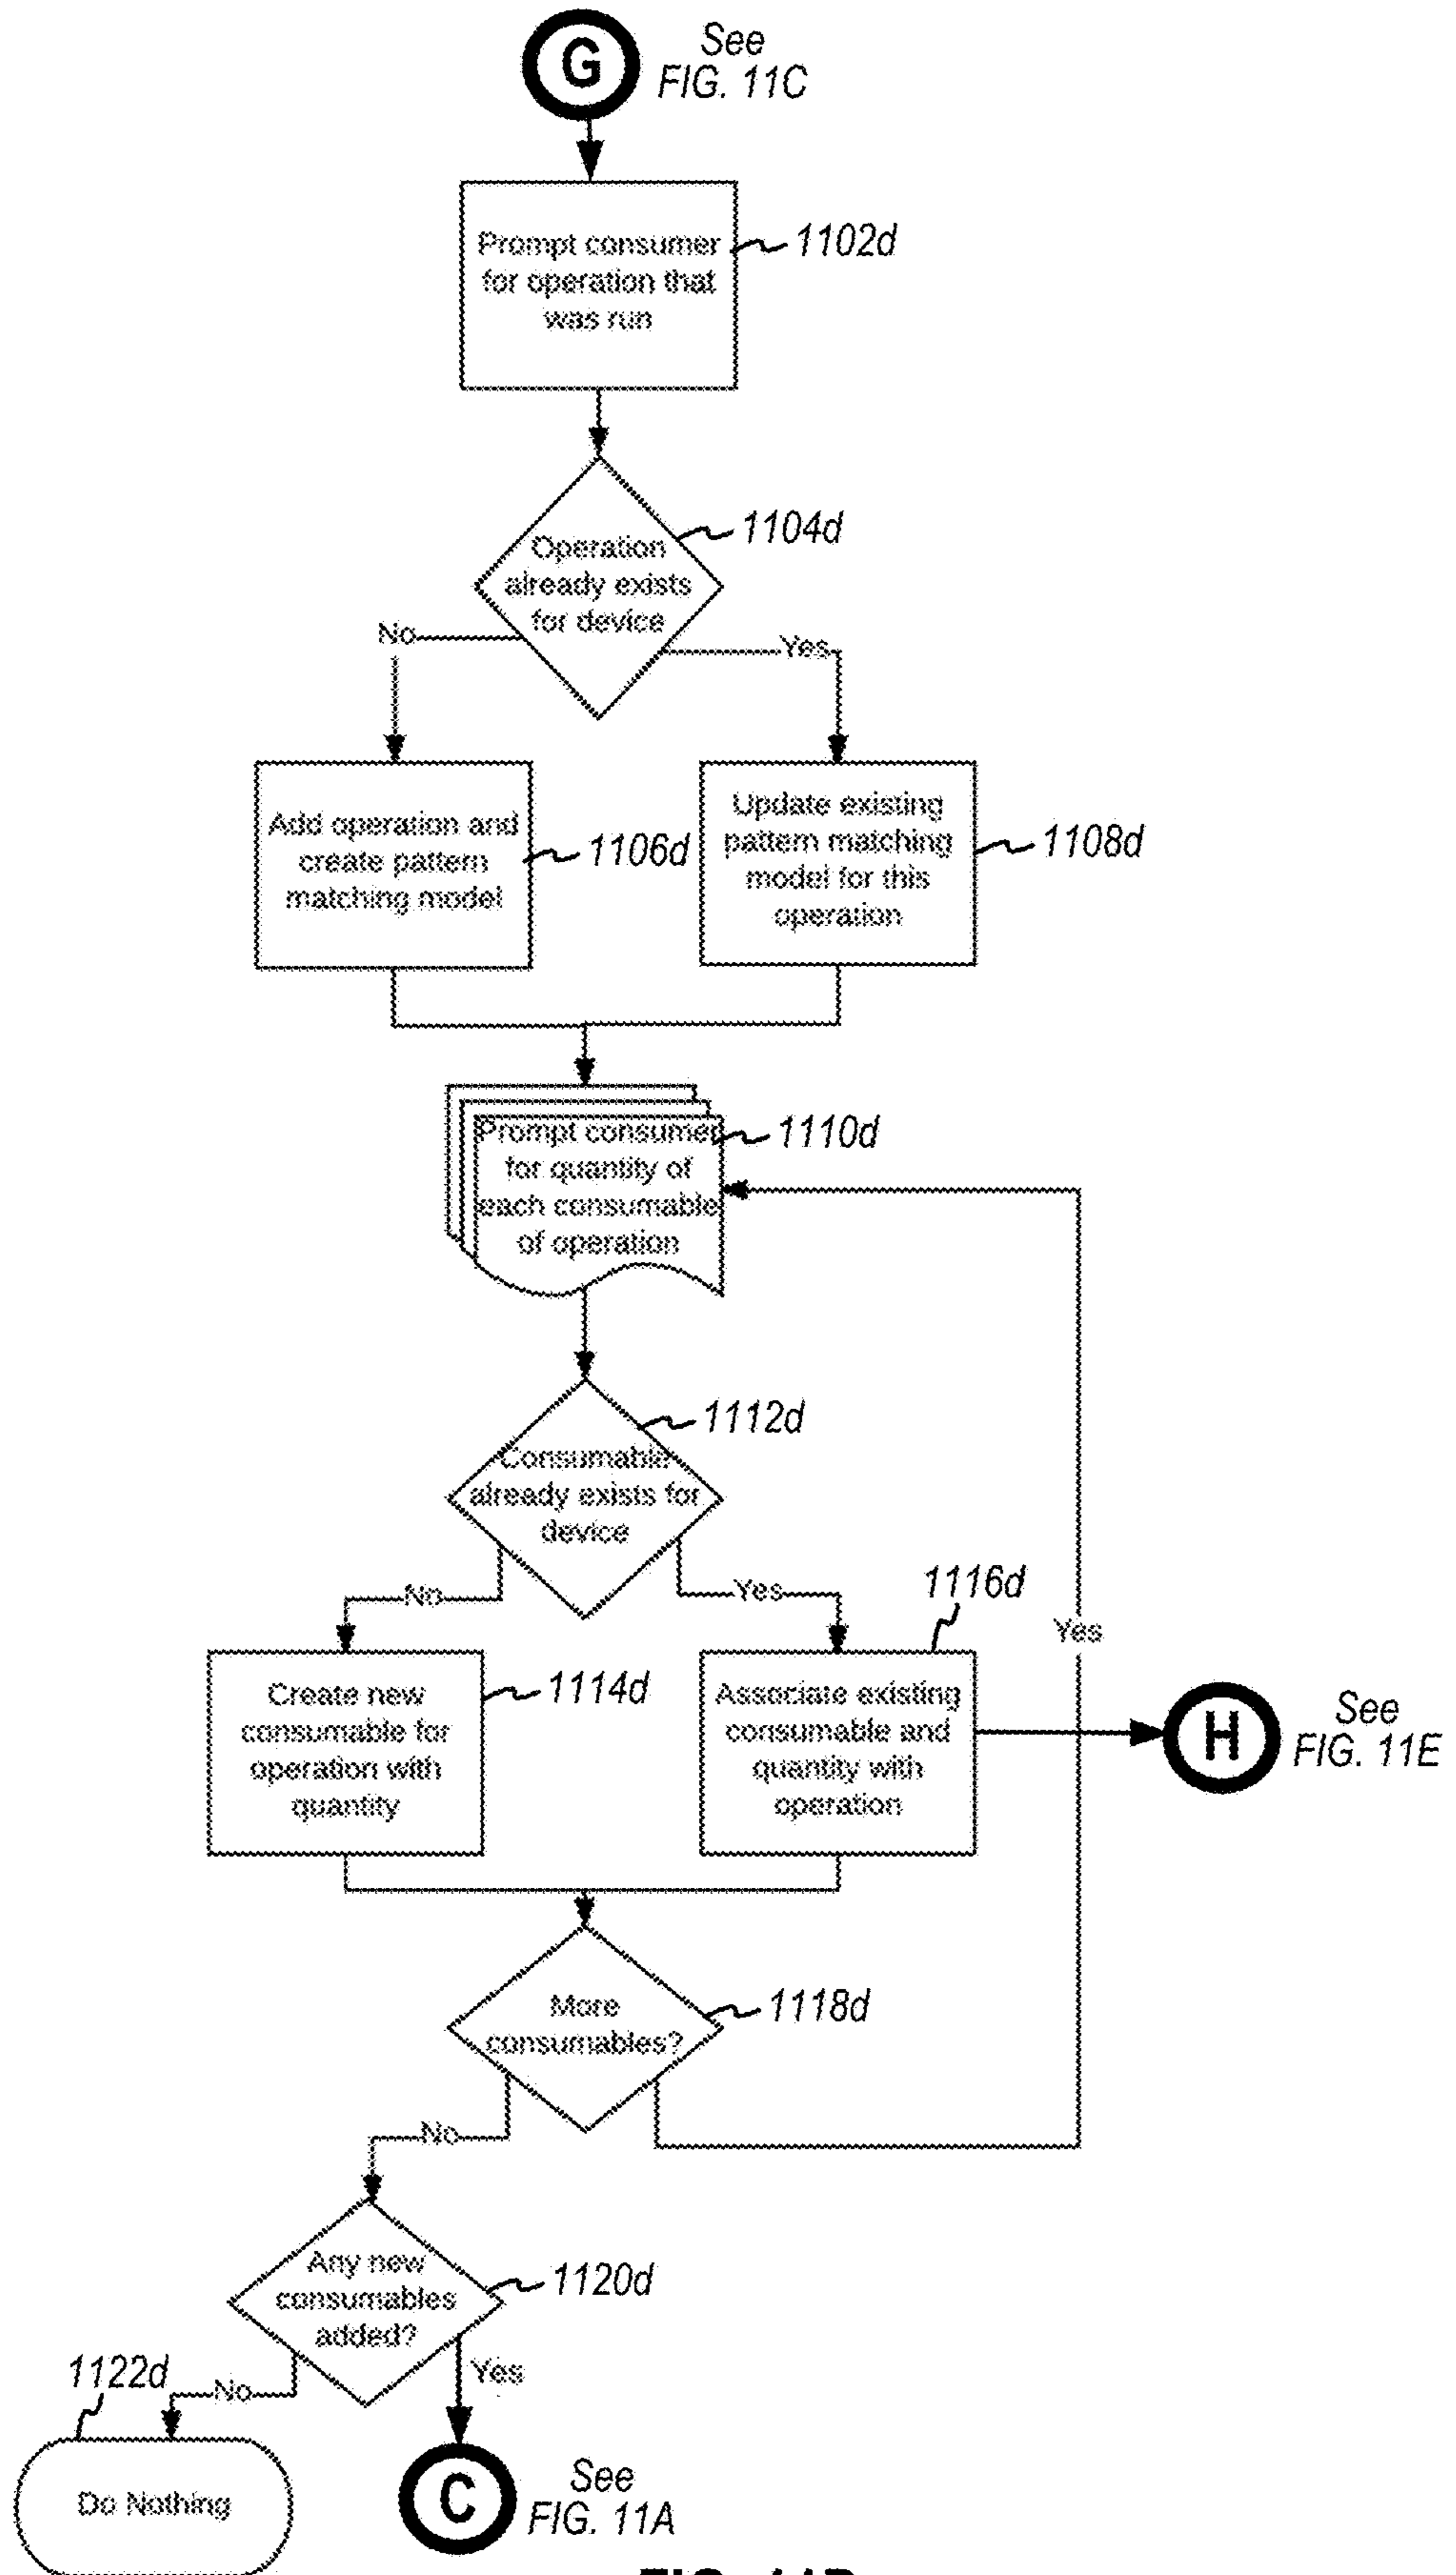 G
See
FIG. 11C
Prompt consumer
for operation that
was run
1102d
Operation
already exists
for device
1104d
No
Yes
Add operation and
create pattern
matching model
1106d
Update existing
pattern matching
model for this
operation
1108d
Prompt consumer
for quantity of
each consumable
of operation
1110d
Consumable
already exists for
device
1112d
No
Yes
1116d
Yes
Create new
consumable for
operation with
quantity
1114d
Associate existing
consumable and
quantity with
operation
H
See
FIG. 11E
More
consumables?
1118d
No
Any new
consumables
added?
1120d
1122d
No
Yes
Do Nothing
C
See
FIG. 11A